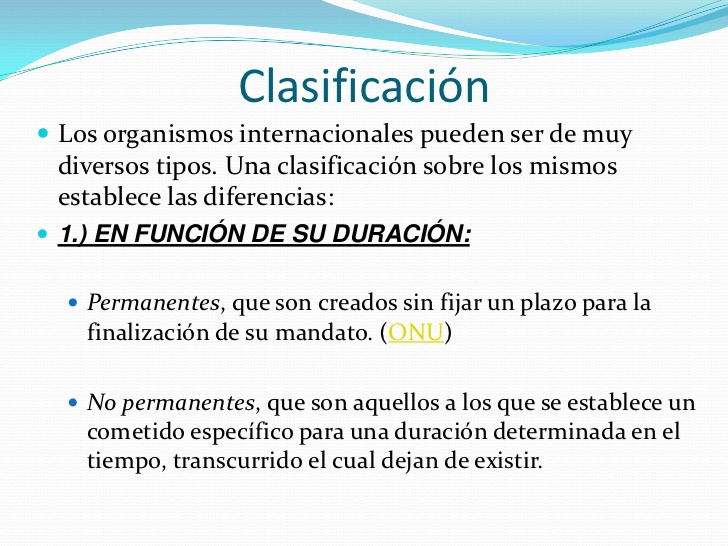 Clasificación
Los organismos internacionales pueden ser de muy
diversos tipos. Una clasificación sobre los mismos
establece las diferencias:
1.) EN FUNCIÓN DE SU DURACIÓN:
Permanentes, que son creados sin fijar un plazo para la
finalización de su mandato. (ONU)
No permanentes, que son aquellos a los que se establece un
cometido específico para una duración determinada en el
tiempo, transcurrido el cual dejan de existir.